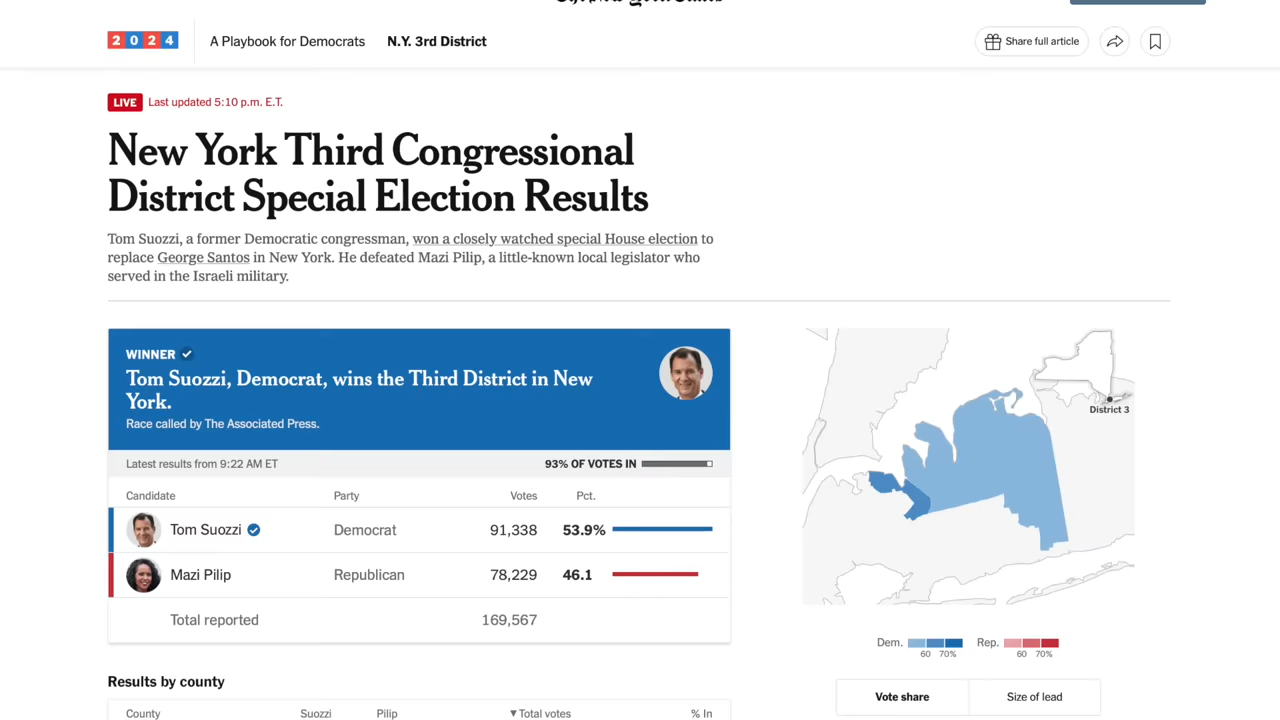 2024
A Playbook for Democrats
N.Y. 3rd District
Share full article
LIVE Last updated 5:10 p.m. E.T.
New York Third Congressional
District Special Election Results
Tom Suozzi, a former Democratic congressman, won a closely watched special House election to
replace George Santos in New York. He defeated Mazi Pilip, a little-known local legislator who
served in the Israeli military.
WINNER
Tom Suozzi, Democrat, wins the Third District in New
York.
Race called by The Associated Press.
Latest results from 9:22 AM ET
93% OF VOTES IN
Candidate Party Votes Pct.
Tom Suozzi Democrat 91,338 53.9%
Mazi Pilip Republican 78,229 46.1
Total reported 169,567
District 3
Dem. 60 70%
Rep. 60 70%
Vote share
Size of lead
Results by county
County Suozzi Pilip ▼Total votes % In